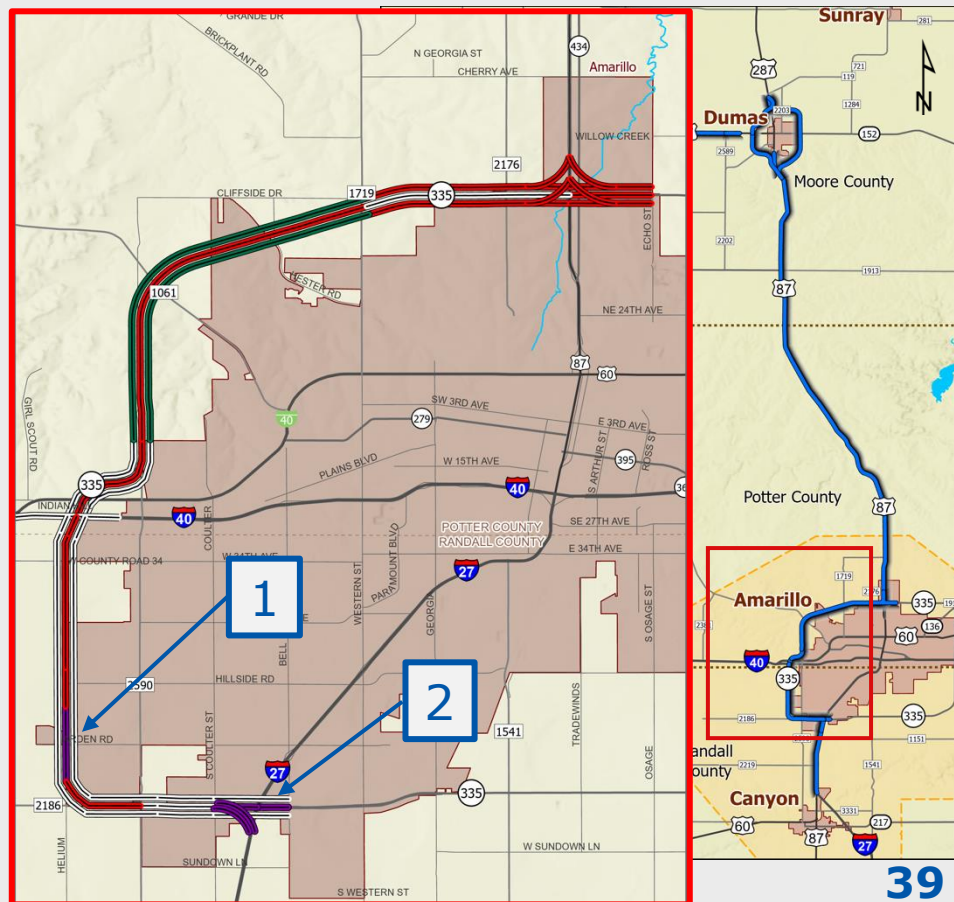 GRANDE DR
BRICKPLANT RD
N GEORGIA ST
CHERRY AVE
434
Amarillo
WILLOW CREEK
2176
1719
335
CLIFFSIDE DR
ECHO ST
HESTER RD
1061
NE 24TH AVE
87
60
GIRL SCOUT RD
SW 3RD AVE
E 3RD AVE
40
279
S ARTHUR ST
ROSS ST
395
PLAINS BLVD
W 15TH AVE
335
40
40
COULTER
POTTER COUNTY
RANDALL COUNTY
SE 27TH AVE
W COUNTY ROAD 34
E 34TH AVE
27
WESTERN ST
PARAMOUNT BLVD
GEORGIA
S OSAGE ST
1
BELL
HILLSIDE RD
2
S COULTER ST
1541
TRADEWINDS
OSAGE
27
2186
335
HELIUM
SUNDOWN LN
W SUNDOWN LN
S WESTERN ST
Sunray
281
287
721
119
1284
2203
Dumas
152
2589
Moore County
N
2202
1913
87
Potter County
87
1719
2176
Amarillo
335
136
60
40
335
2186
335
1151
2219
1541
Canyon
3331
60
217
87
27
39